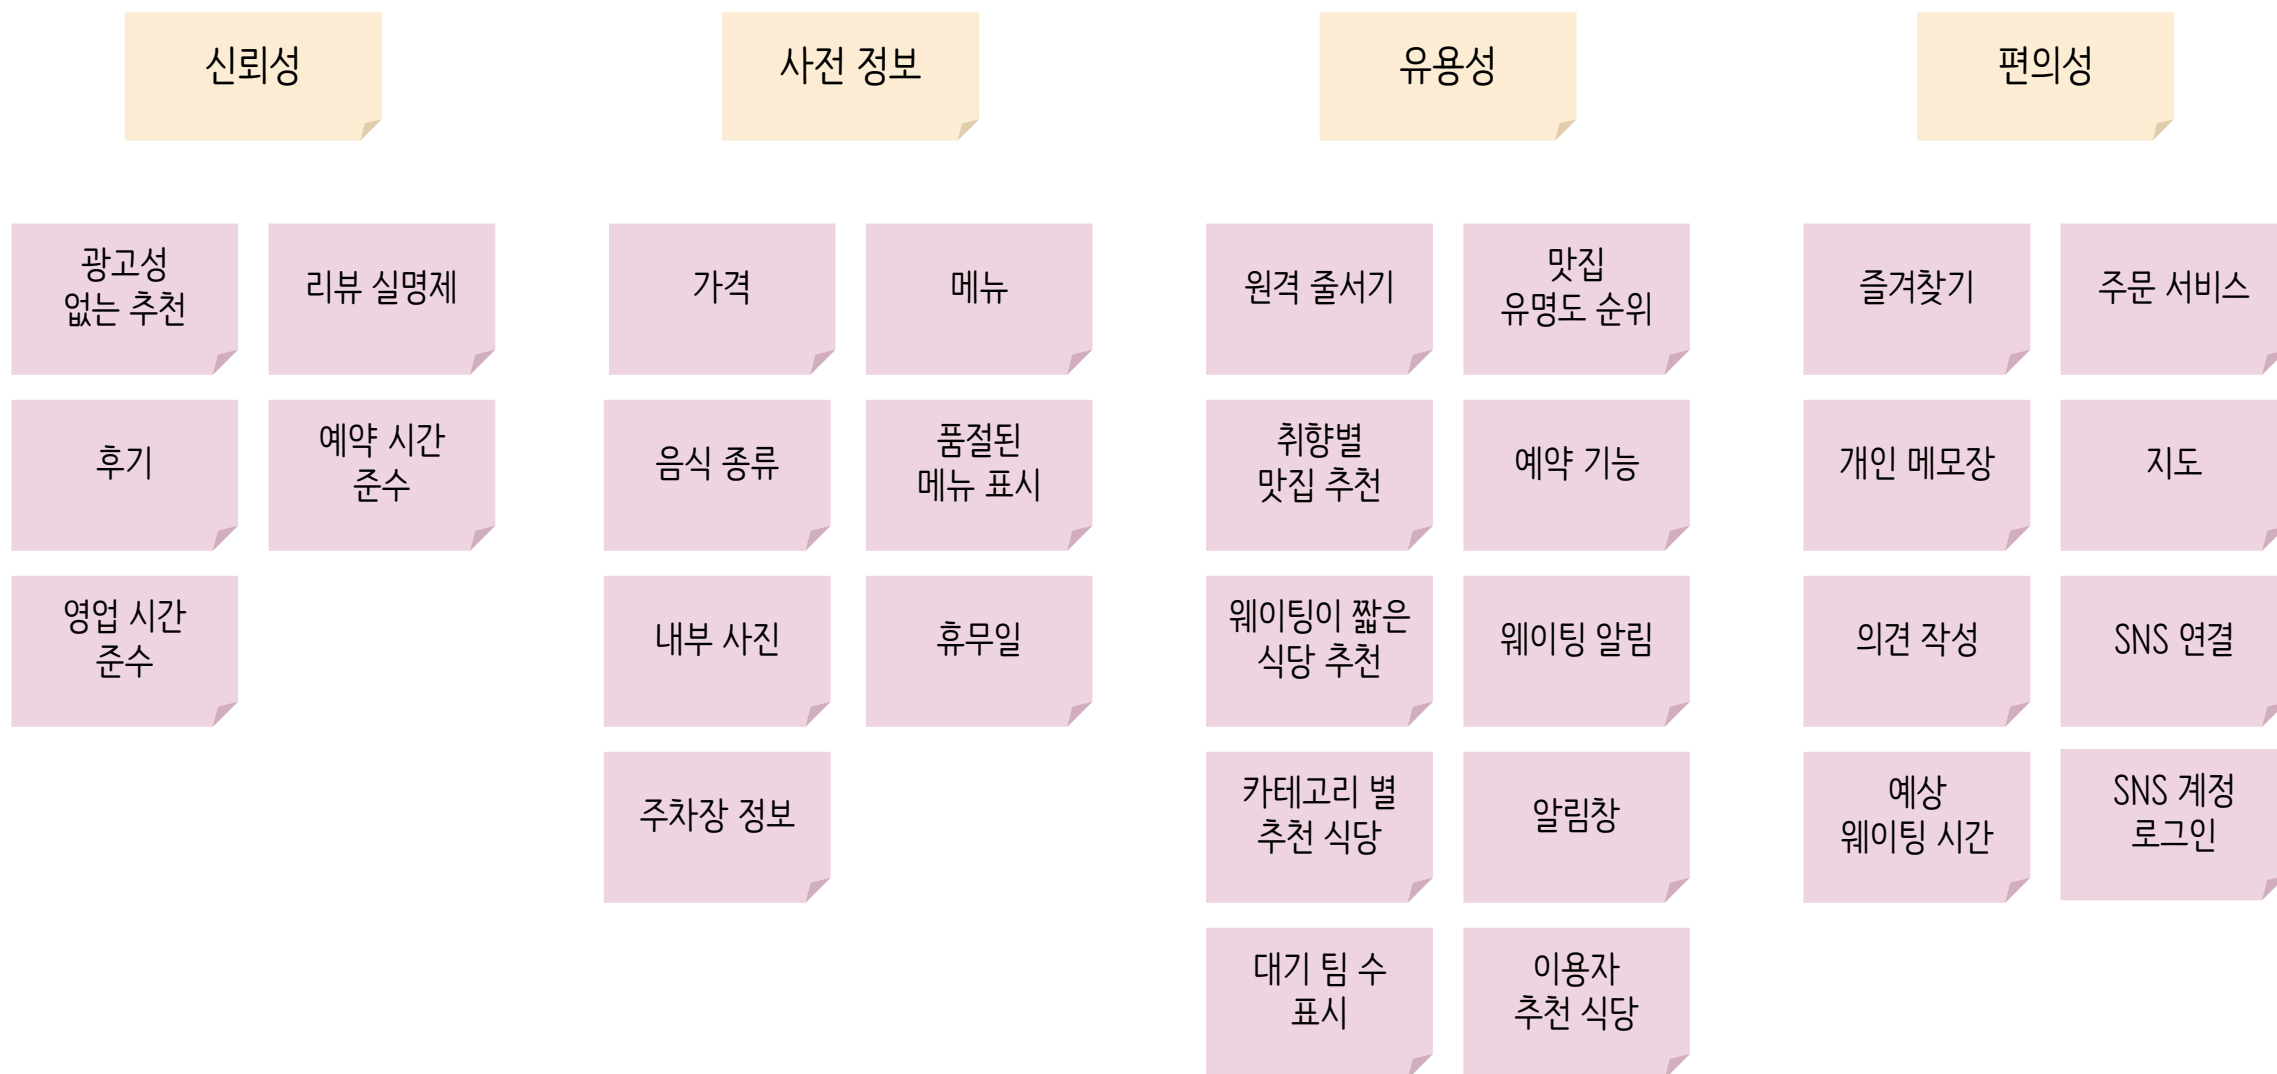 신뢰성
광고성
없는 추천
리뷰 실명제
후기
예약 시간
준수
영업 시간
준수
사전 정보
가격
메뉴
음식 종류
품절된
메뉴 표시
내부 사진
휴무일
주차장 정보
유용성
원격 줄서기
맛집
유명도 순위
취향별
맛집 추천
예약 기능
웨이팅이 짧은
식당 추천
웨이팅 알림
카테고리 별
추천 식당
알림창
대기 팀 수
표시
이용자
추천 식당
편의성
즐겨찾기
주문 서비스
개인 메모장
지도
의견 작성
SNS 연결
예상
웨이팅 시간
SNS 계정
로그인